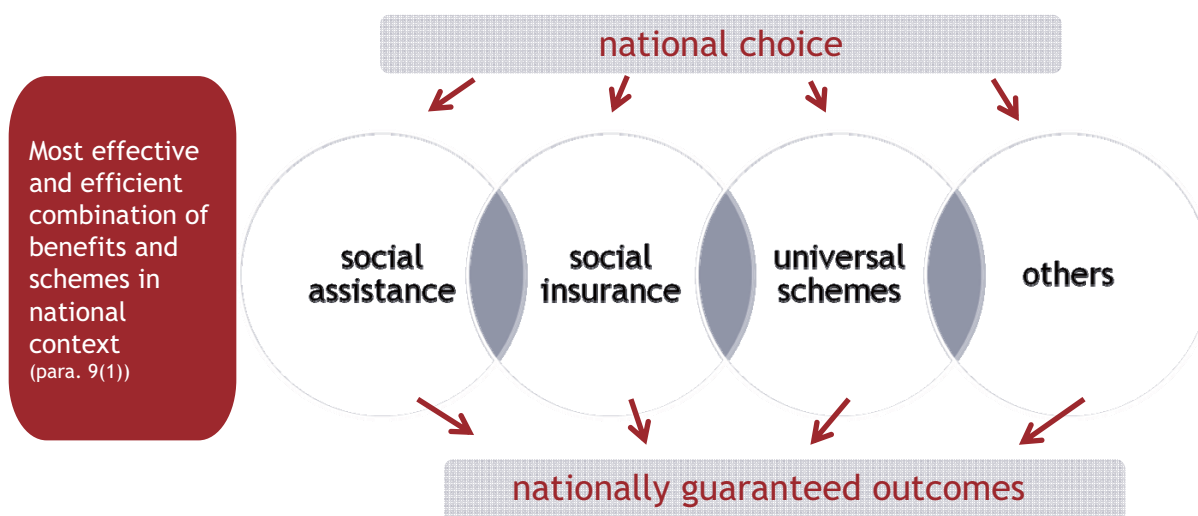 national choice
Most effective
and efficient
combination of
benefits and
schemes in
national
context
(para. 9(1))
social
assistance
social
insurance
universal
schemes
others
nationally guaranteed outcomes